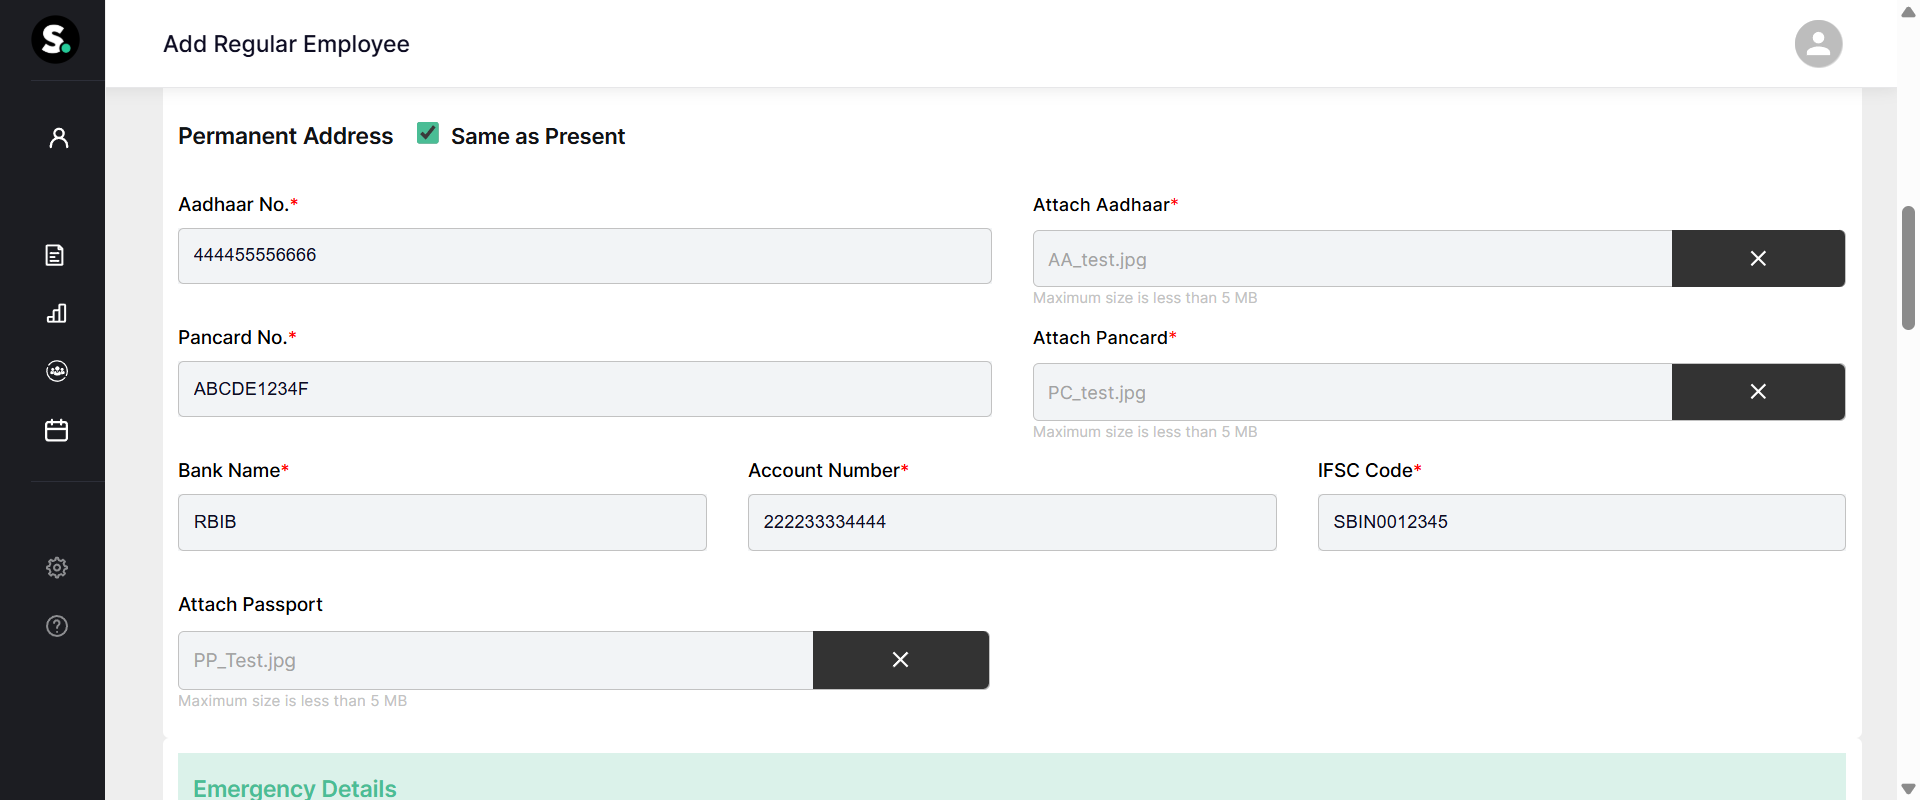 S.
Add Regular Employee
Permanent Address Same as Present
Aadhaar No.* Attach Aadhaar*
444455556666 AA_test.jpg
Maximum size is less than 5 MB
Pancard No.* Attach Pancard*
ABCDE1234F PC_test.jpg
Maximum size is less than 5 MB
Bank Name* Account Number* IFSC Code*
RBIB 222233334444 SBIN0012345
Attach Passport
PP_Test.jpg
Maximum size is less than 5 MB
Emergency Details